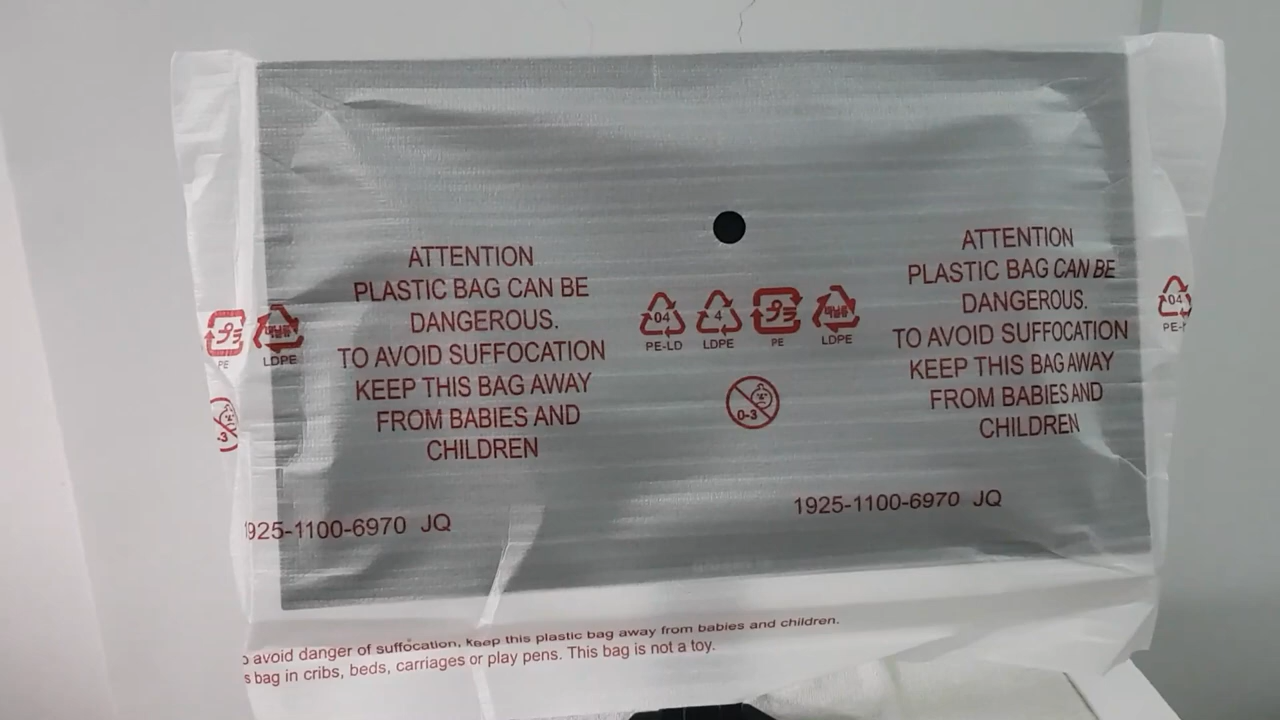 ATTENTION
PLASTIC BAG CAN BE
DANGEROUS.
TO AVOID SUFFOCATION
KEEP THIS BAG AWAY
FROM BABIES AND
CHILDREN
ATTENTION
PLASTIC BAG CAN BE
DANGEROUS.
TO AVOID SUFFOCATION
KEEP THIS BAG AWAY
FROM BABIES AND
CHILDREN
PE
LDPE
04
PE-LD
4
LDPE
PE
LDPE
04
0-3
3
925-1100-6970 JQ
1925-1100-6970 JQ
avoid danger of suffocation, keep this plastic bag away from babies and children.
bag in cribs, beds, carriages or play pens. This bag is not a toy.